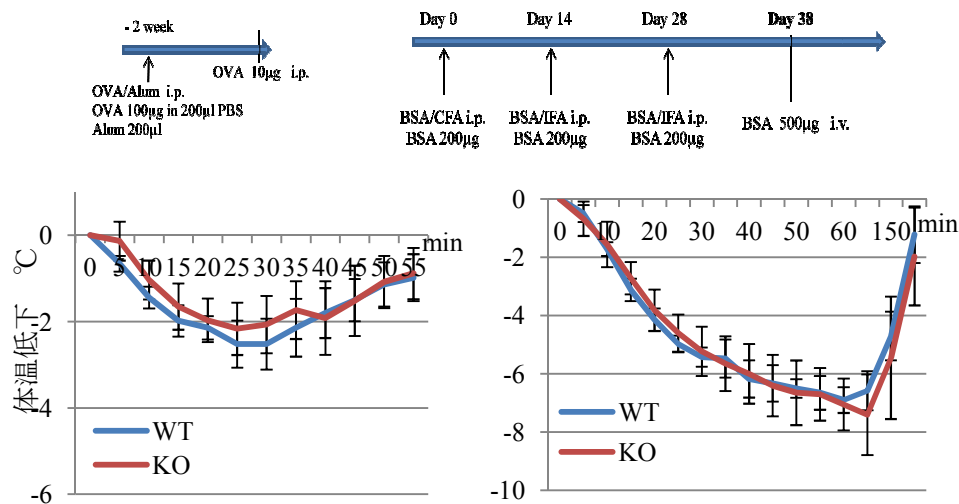 - 2 week
OVA 10μg i.p.
OVA/Alum i.p.
OVA 100μg in 200μl PBS
Alum 200μl
Day 0
Day 14
Day 28
Day 38
BSA/CFA i.p.
BSA 200μg
BSA/IFA i.p.
BSA 200μg
BSA/IFA i.p.
BSA 200μg
BSA 500μg i.v.
体温低下 ℃
0
-2
-4
-6
0 5 10 15 20 25 30 35 40 45 50 55
min
WT
KO
0
-2
-4
-6
-8
-10
0 10 20 30 40 50 60 150
min
WT
KO